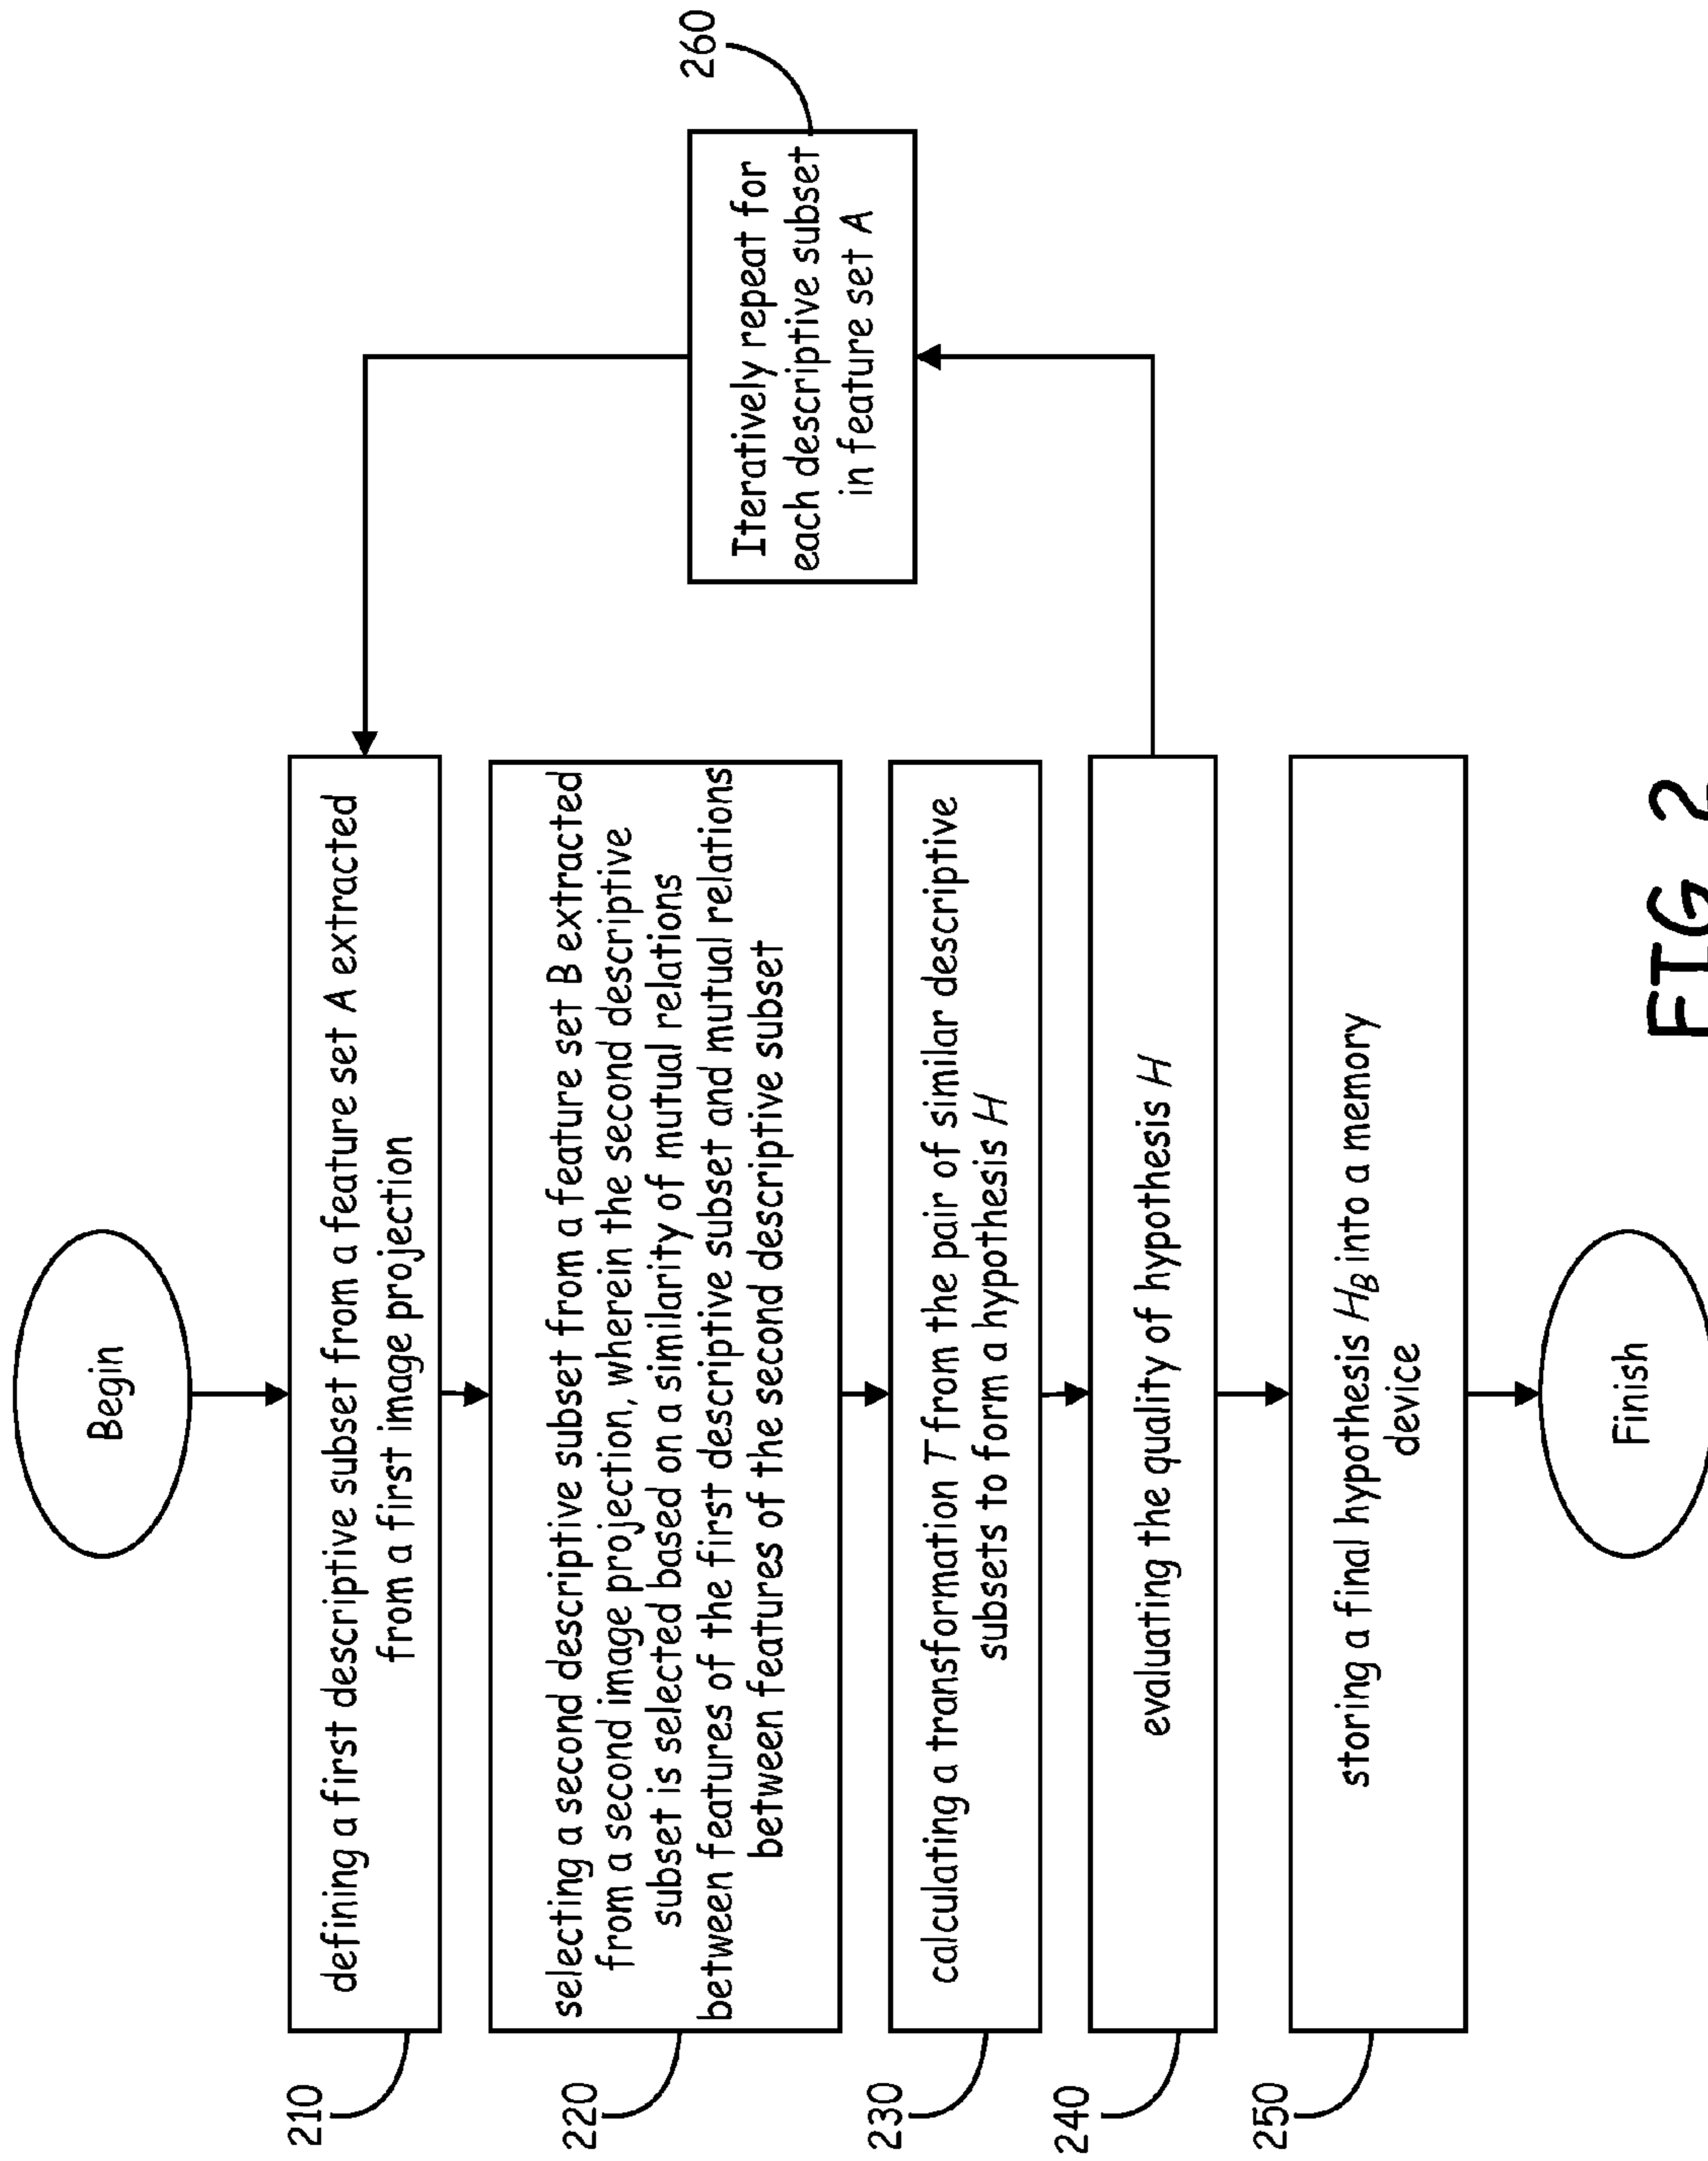 Begin
210
defining a first descriptive subset from a feature set A extracted
from a first image projection
220
selecting a second descriptive subset from a feature set B extracted
from a second image projection, wherein the second descriptive
subset is selected based on a similarity of mutual relations
between features of the first descriptive subset and mutual relations
between features of the second descriptive subset
230
calculating a transformation T from the pair of similar descriptive
subsets to form a hypothesis H
240
evaluating the quality of hypothesis H
250
storing a final hypothesis H_B into a memory
device
Finish
260
Iteratively repeat for
each descriptive subset
in feature set A
FIG 2